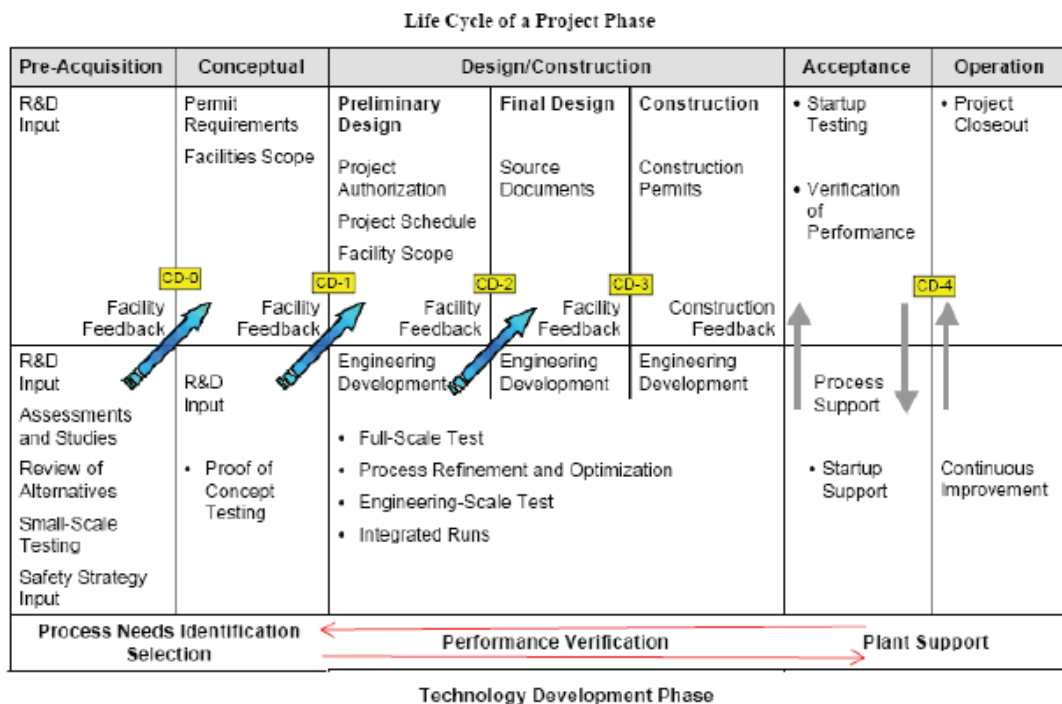 Life Cycle of a Project Phase
Pre-Acquisition
Conceptual
Design/Construction
Acceptance
Operation
R&D
Input
Permit
Requirements
Facilities Scope
Preliminary
Design
Project
Authorization
Project Schedule
Facility Scope
Final Design
Source
Documents
Construction
Construction
Permits
• Startup
Testing
• Verification
of
Performance
• Project
Closeout
CD-0
CD-1
CD-2
CD-3
CD-4
Facility
Feedback
Facility
Feedback
Facility
Feedback
Facility
Feedback
Construction
Feedback
R&D
Input
Assessments
and Studies
Review of
Alternatives
Small-Scale
Testing
Safety Strategy
Input
R&D
Input
• Proof of
Concept
Testing
Engineering
Development
Engineering
Development
Engineering
Development
• Full-Scale Test
• Process Refinement and Optimization
• Engineering-Scale Test
• Integrated Runs
Process
Support
• Startup
Support
Continuous
Improvement
Process Needs Identification
Selection
Performance Verification
Plant Support
Technology Development Phase